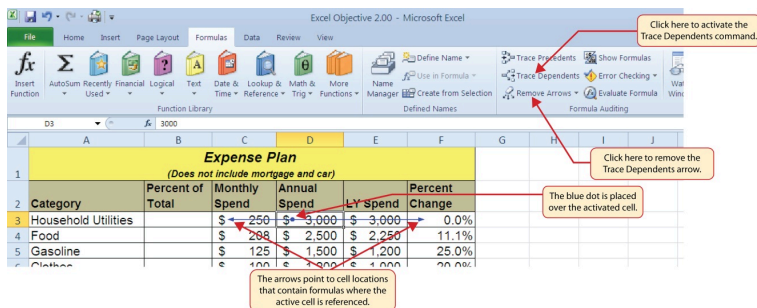 Excel Objective 2.00 - Microsoft Excel
File Home Insert Page Layout Formulas Data Review View
Click here to activate the
Trace Dependents command.
Insert Function
AutoSum
Recently Used
Financial
Logical
Text
Date & Time
Lookup & Reference
Math & Trig
More Functions
Function Library
Name Manager
Define Name
Use in Formula
Create from Selection
Defined Names
Trace Precedents
Trace Dependents
Remove Arrows
Show Formulas
Error Checking
Evaluate Formula
Formula Auditing
D3 fx 3000
A B C D E F G H I J
Click here to remove the
Trace Dependents arrow.
1 Expense Plan
(Does not include mortgage and car)
2 Category Percent of Total Monthly Spend Annual Spend LY Spend Percent Change
The blue dot is placed
over the activated cell.
3 Household Utilities $ 250 $ 3,000 $ 3,000 0.0%
4 Food $ 208 $ 2,500 $ 2,250 11.1%
5 Gasoline $ 125 $ 1,500 $ 1,200 25.0%
The arrows point to cell locations
that contain formulas where the
active cell is referenced.